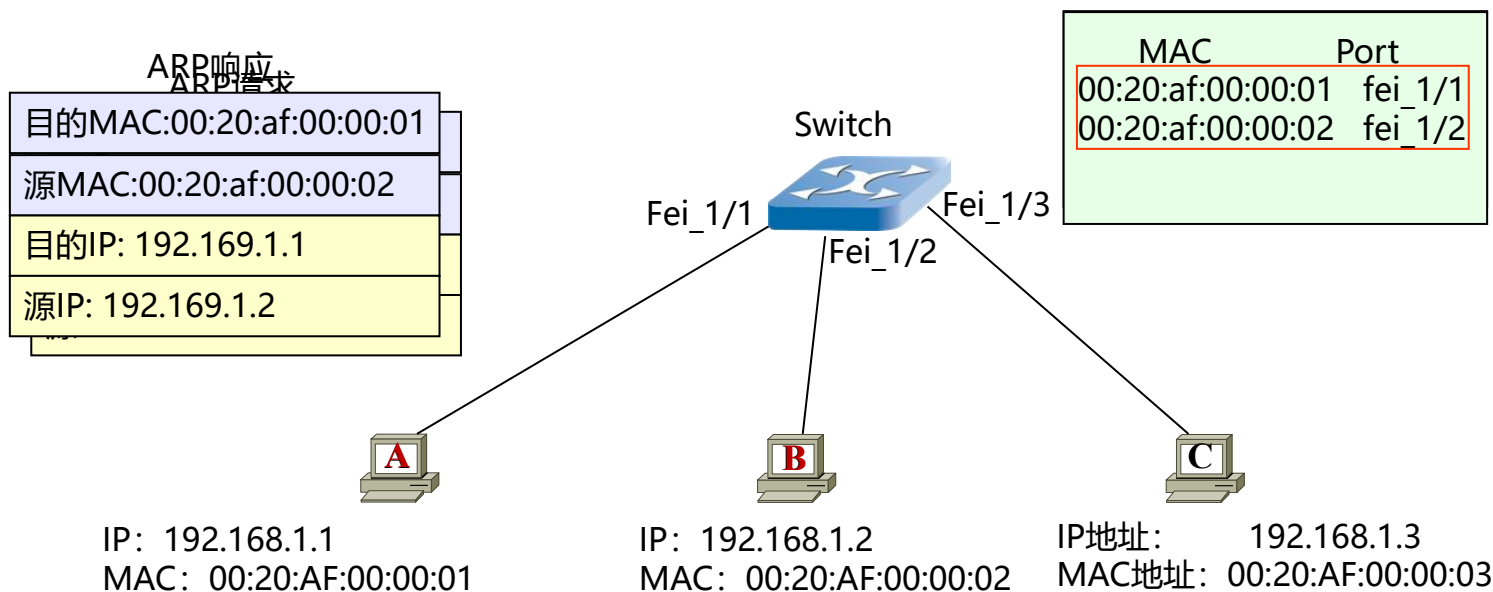 ARP响应
ARP请求
目的MAC:00:20:af:00:00:01
源MAC:00:20:af:00:00:02
目的IP: 192.169.1.1
源IP: 192.169.1.2
Switch
Fei_1/1
Fei_1/2
Fei_1/3
MAC Port
00:20:af:00:00:01 fei_1/1
00:20:af:00:00:02 fei_1/2
A
B
C
IP：192.168.1.1
MAC：00:20:AF:00:00:01
IP：192.168.1.2
MAC：00:20:AF:00:00:02
IP地址： 192.168.1.3
MAC地址：00:20:AF:00:00:03